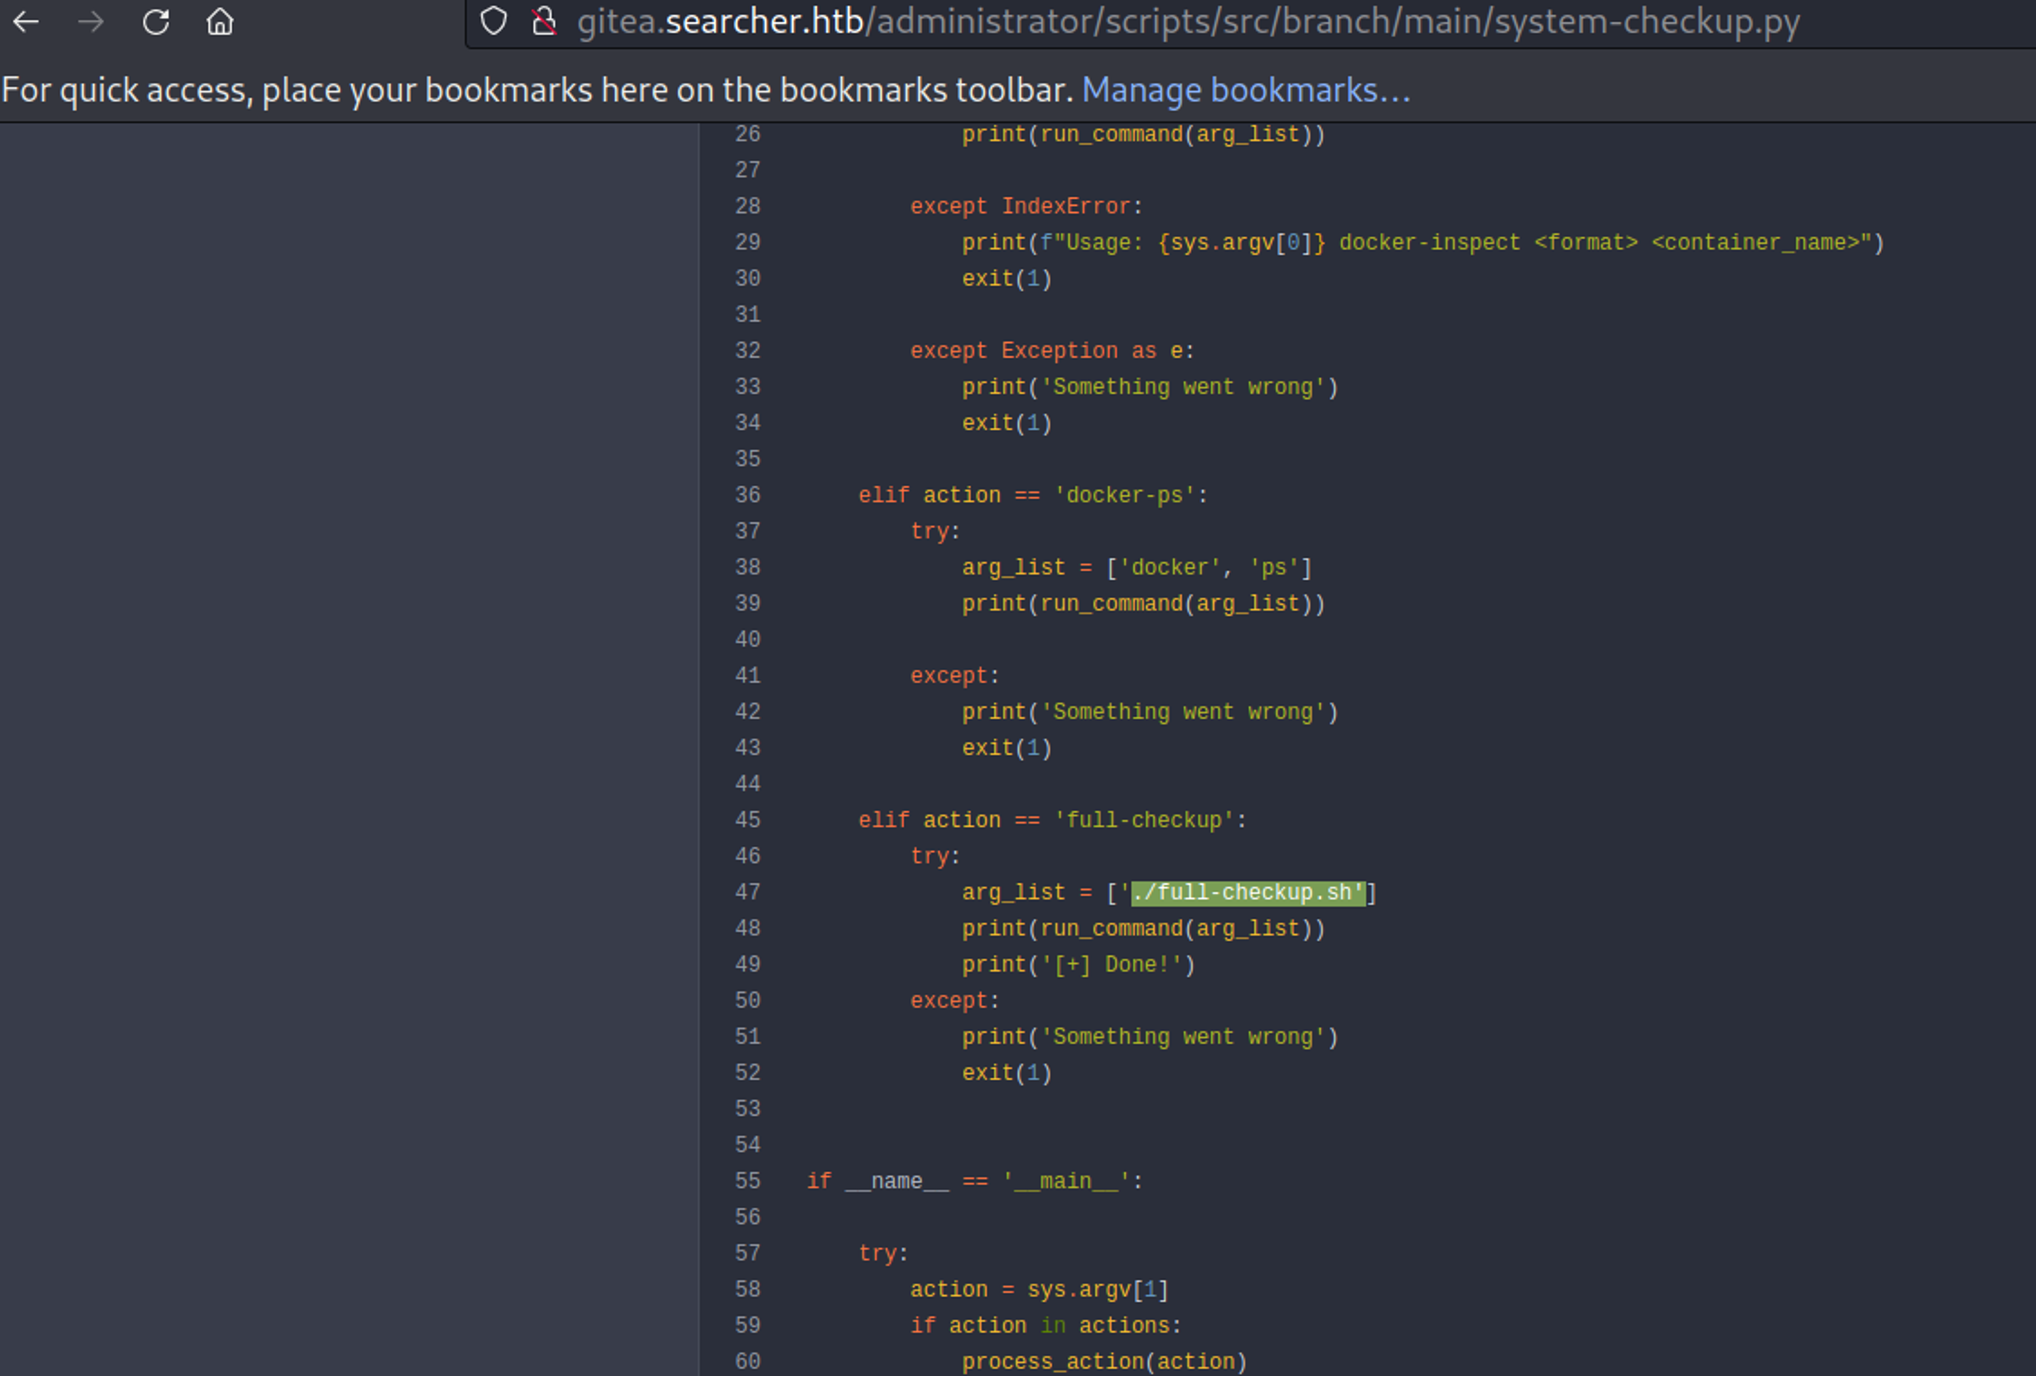 gitea.searcher.htb/administrator/scripts/src/branch/main/system-checkup.py
For quick access, place your bookmarks here on the bookmarks toolbar. Manage bookmarks...
26 print(run_command(arg_list))
27
28 except IndexError:
29 print(f"Usage: {sys.argv[0]} docker-inspect <format> <container_name>")
30 exit(1)
31
32 except Exception as e:
33 print('Something went wrong')
34 exit(1)
35
36 elif action == 'docker-ps':
37 try:
38 arg_list = ['docker', 'ps']
39 print(run_command(arg_list))
40
41 except:
42 print('Something went wrong')
43 exit(1)
44
45 elif action == 'full-checkup':
46 try:
47 arg_list = ['./full-checkup.sh']
48 print(run_command(arg_list))
49 print('[+] Done!')
50 except:
51 print('Something went wrong')
52 exit(1)
53
54
55 if __name__ == '__main__':
56
57 try:
58 action = sys.argv[1]
59 if action in actions:
60 process_action(action)